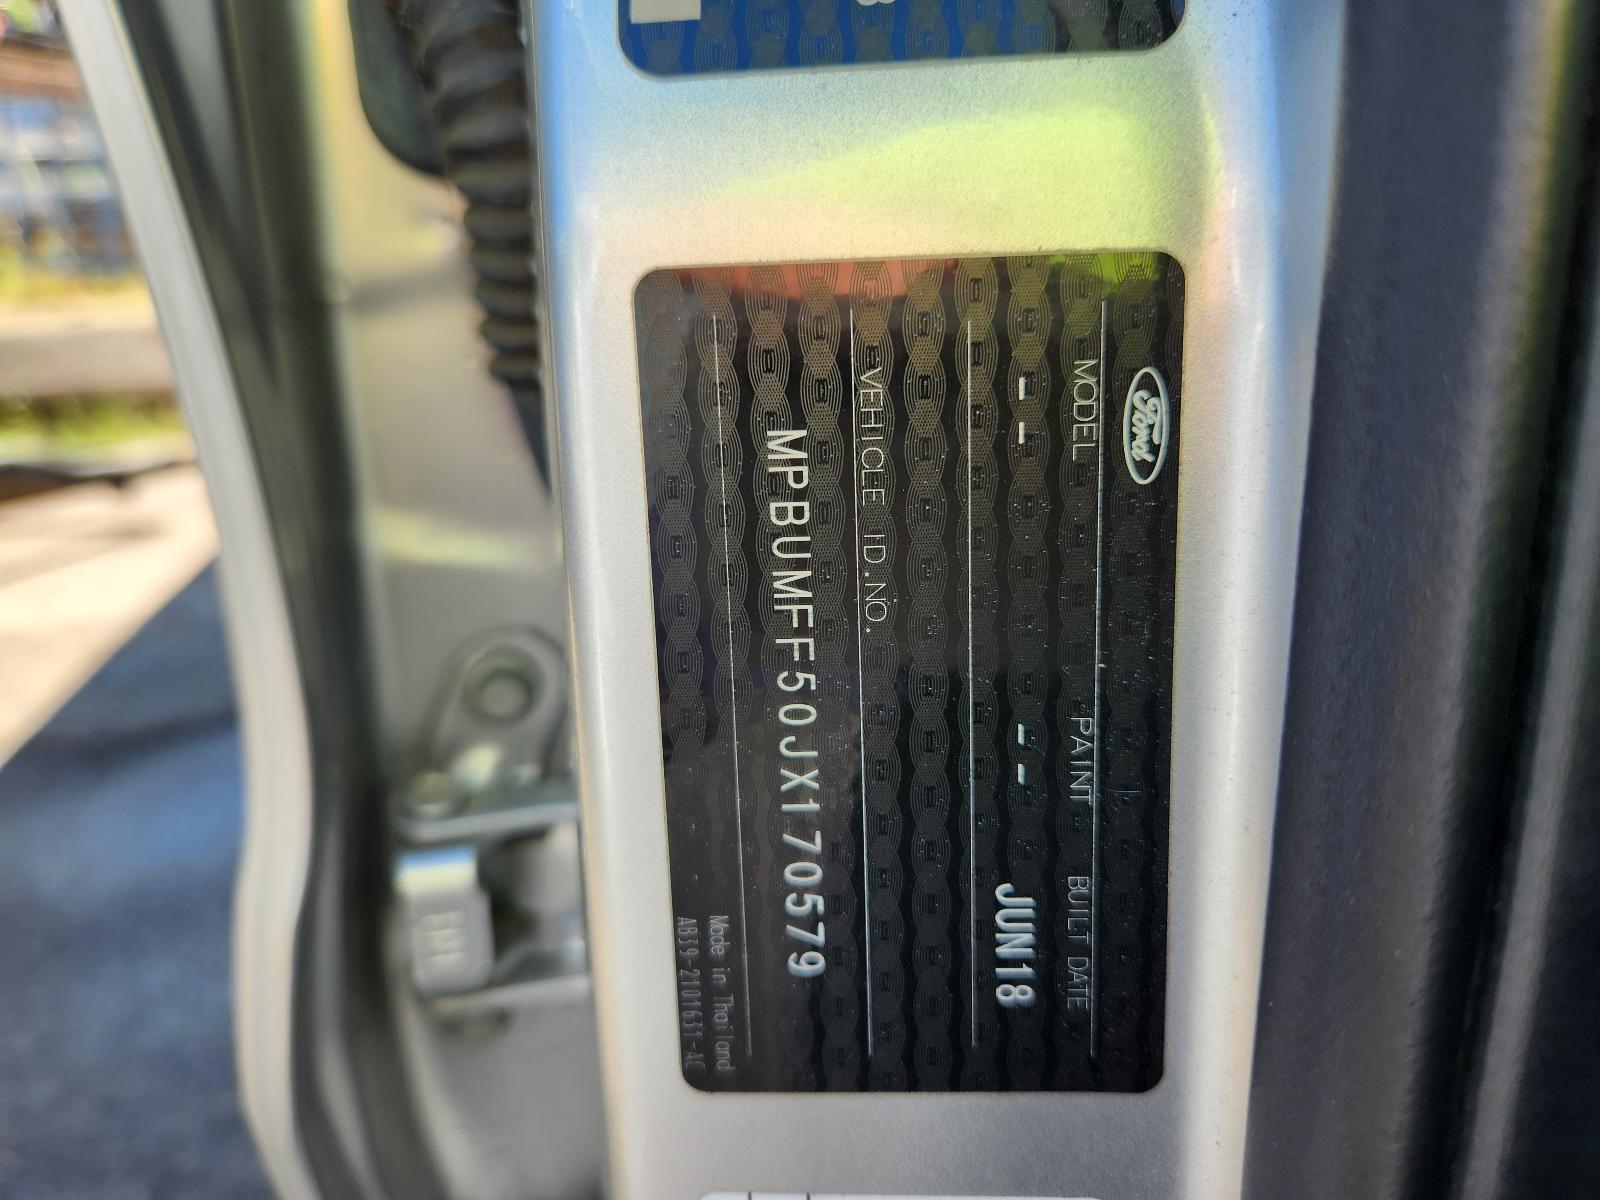 Ford
MODEL PAINT BUILT DATE
-- -- JUN18
VEHICLE ID.NO.
MPBUMFF50JX170579
Made in Thailand
AB39-2101631-AC